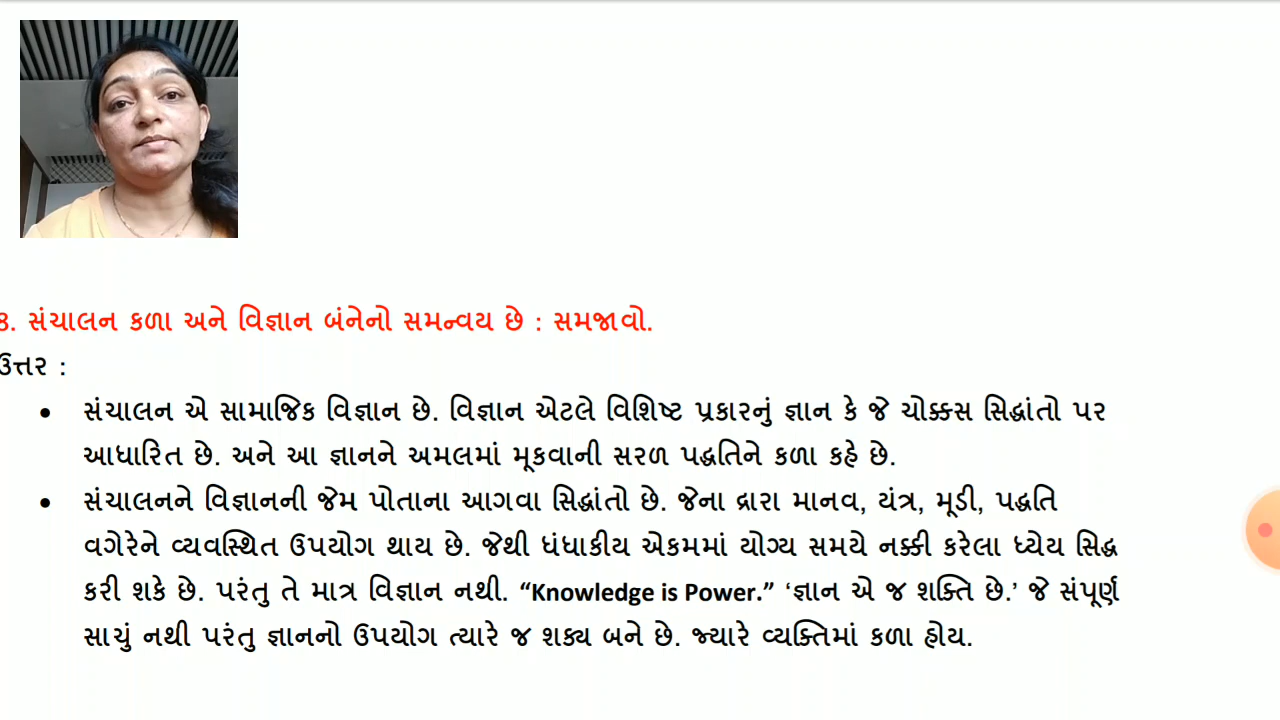 8. સંચાલન કળા અને વિજ્ઞાન બંનેનો સમન્વય છે : સમજાવો.
ઉત્તર :
• સંચાલન એ સામાજિક વિજ્ઞાન છે. વિજ્ઞાન એટલે વિશિષ્ટ પ્રકારનું જ્ઞાન કે જે ચોક્કસ સિદ્ધાંતો પર
આધારિત છે. અને આ જ્ઞાનને અમલમાં મૂકવાની સરળ પદ્ધતિને કળા કહે છે.
• સંચાલનને વિજ્ઞાનની જેમ પોતાના આગવા સિદ્ધાંતો છે. જેના દ્રારા માનવ, યંત્ર, મૂડી, પદ્ધતિ
વગેરેને વ્યવસ્થિત ઉપયોગ થાય છે. જેથી ધંધાકીય એકમમાં યોગ્ય સમયે નક્કી કરેલા ધ્યેય સિદ્ધ
કરી શકે છે. પરંતુ તે માત્ર વિજ્ઞાન નથી. “Knowledge is Power.” ‘જ્ઞાન એ જ શક્તિ છે.’ જે સંપૂર્ણ
સાચું નથી પરંતુ જ્ઞાનનો ઉપયોગ ત્યારે જ શક્ય બને છે. જ્યારે વ્યક્તિમાં કળા હોય.